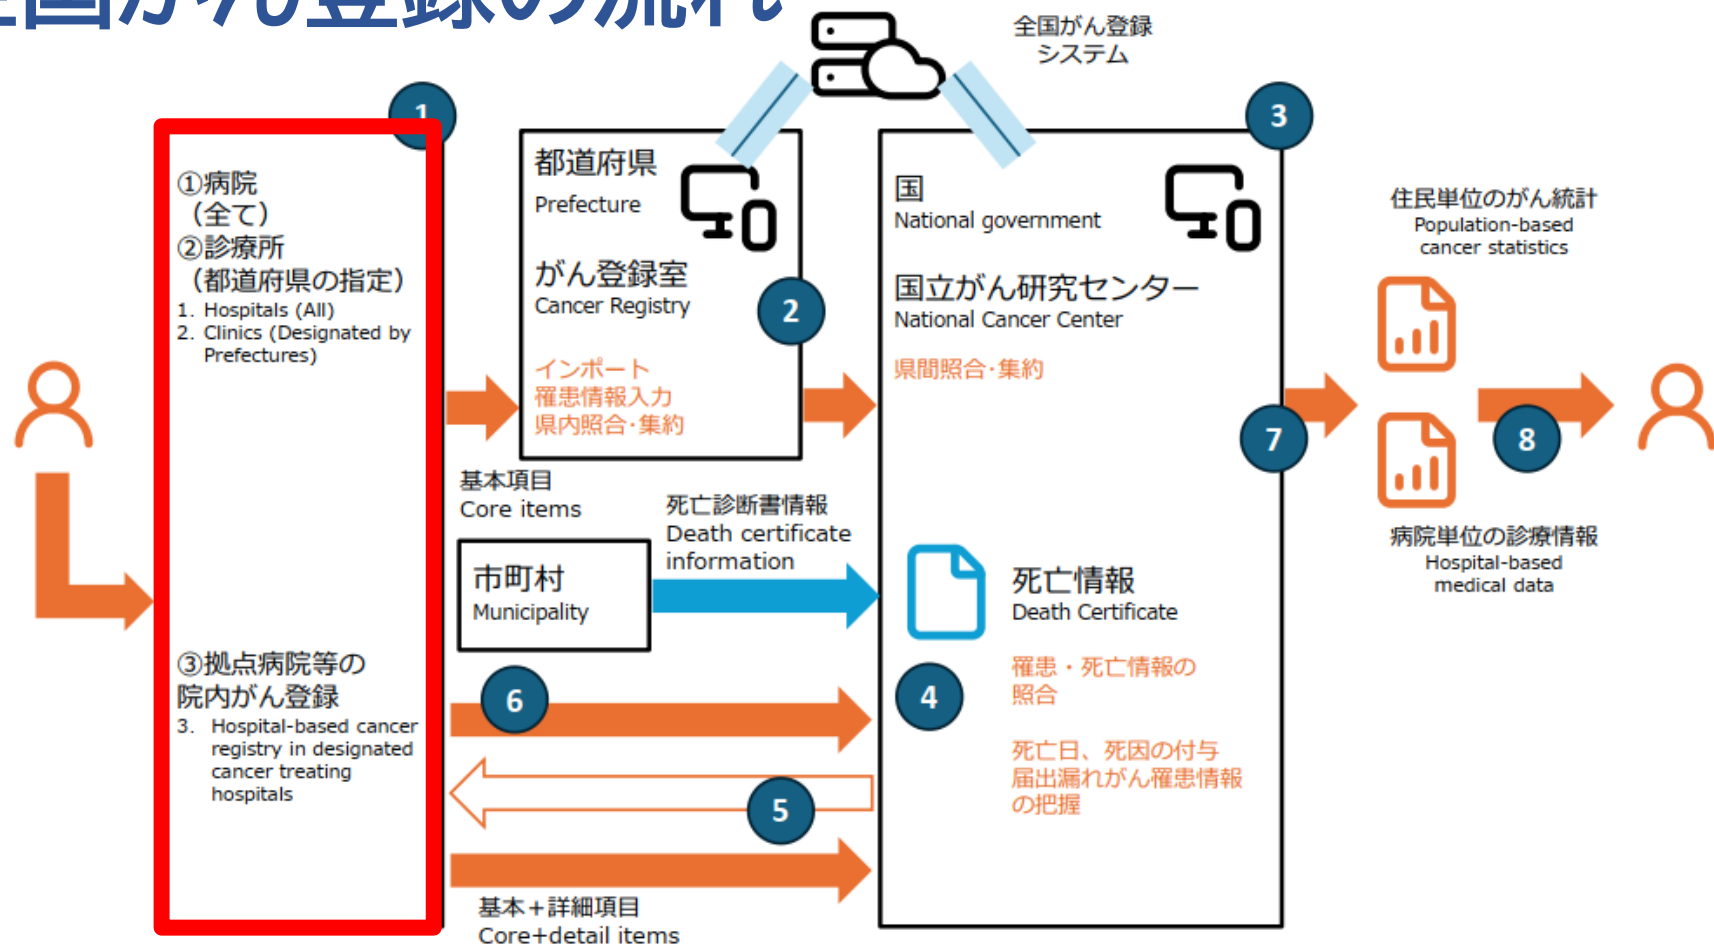 全国がん登録の流れ
全国がん登録
システム
1
①病院
（全て）
②診療所
（都道府県の指定）
1. Hospitals (All)
2. Clinics (Designated by
Prefectures)
③拠点病院等の
院内がん登録
3. Hospital-based cancer
registry in designated
cancer treating
hospitals
都道府県
Prefecture
がん登録室
Cancer Registry
2
インポート
罹患情報入力
県内照合･集約
基本項目
Core items
市町村
Municipality
死亡診断書情報
Death certificate
information
6
5
基本＋詳細項目
Core+detail items
3
国
National government
国立がん研究センター
National Cancer Center
県間照合･集約
死亡情報
Death Certificate
4
罹患・死亡情報の
照合
死亡日、死因の付与
届出漏れがん罹患情報
の把握
7
住民単位のがん統計
Population-based
cancer statistics
8
病院単位の診療情報
Hospital-based
medical data